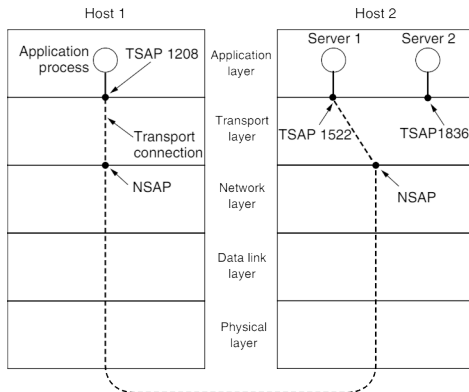 Host 1
Host 2
Application
process
TSAP 1208
Application
layer
Server 1
Server 2
Transport
connection
Transport
layer
TSAP 1522
TSAP1836
NSAP
Network
layer
NSAP
Data link
layer
Physical
layer